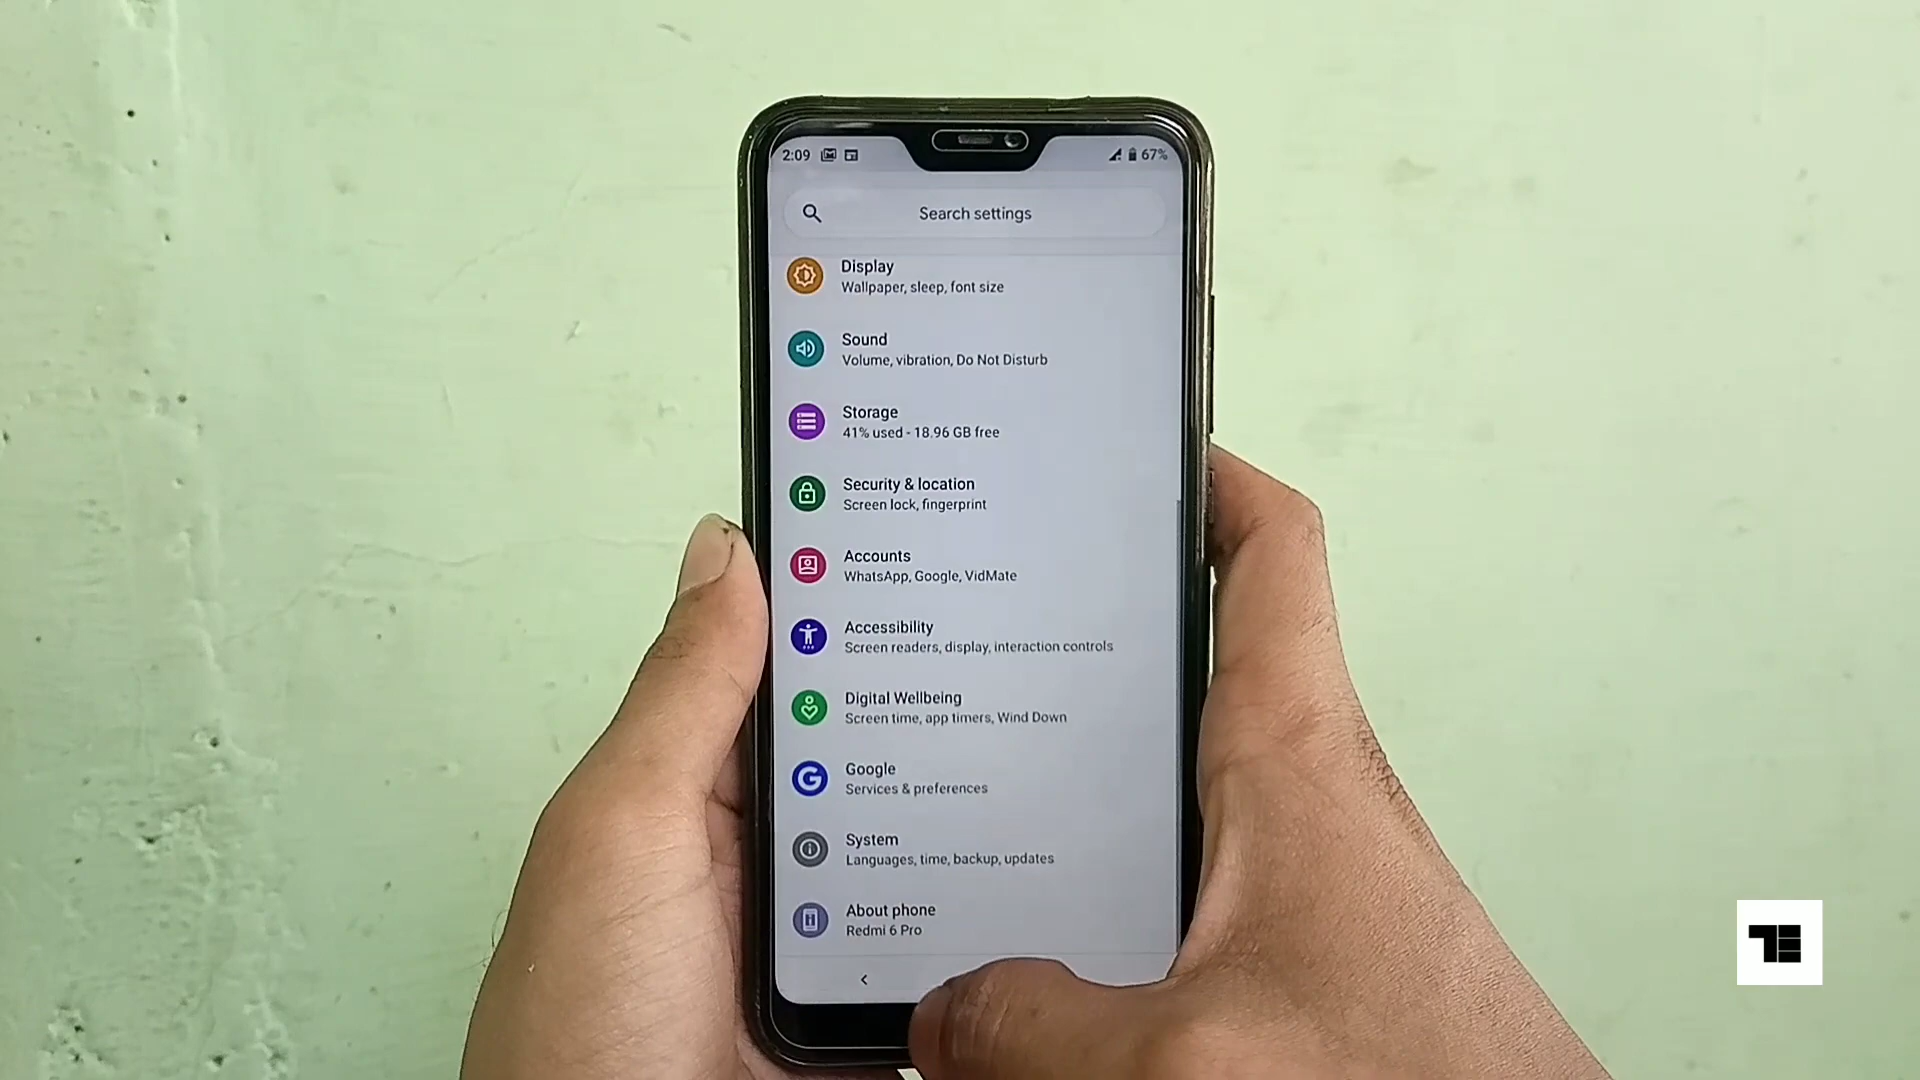 2:09
67%
Search settings
Display
Wallpaper, sleep, font size
Sound
Volume, vibration, Do Not Disturb
Storage
41% used - 18.96 GB free
Security & location
Screen lock, fingerprint
Accounts
WhatsApp, Google, VidMate
Accessibility
Screen readers, display, interaction controls
Digital Wellbeing
Screen time, app timers, Wind Down
Google
Services & preferences
System
Languages, time, backup, updates
About phone
Redmi 6 Pro